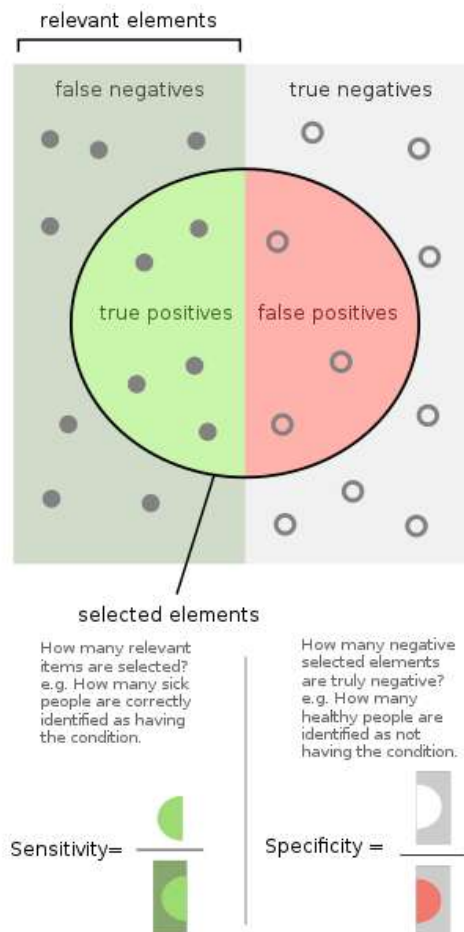 relevant elements
false negatives
true negatives
true positives
false positives
selected elements
How many relevant
items are selected?
e.g. How many sick
people are correctly
identified as having
the condition.
How many negative
selected elements
are truly negative?
e.g. How many
healthy people are
identified as not
having the condition.
Sensitivity=
Specificity =